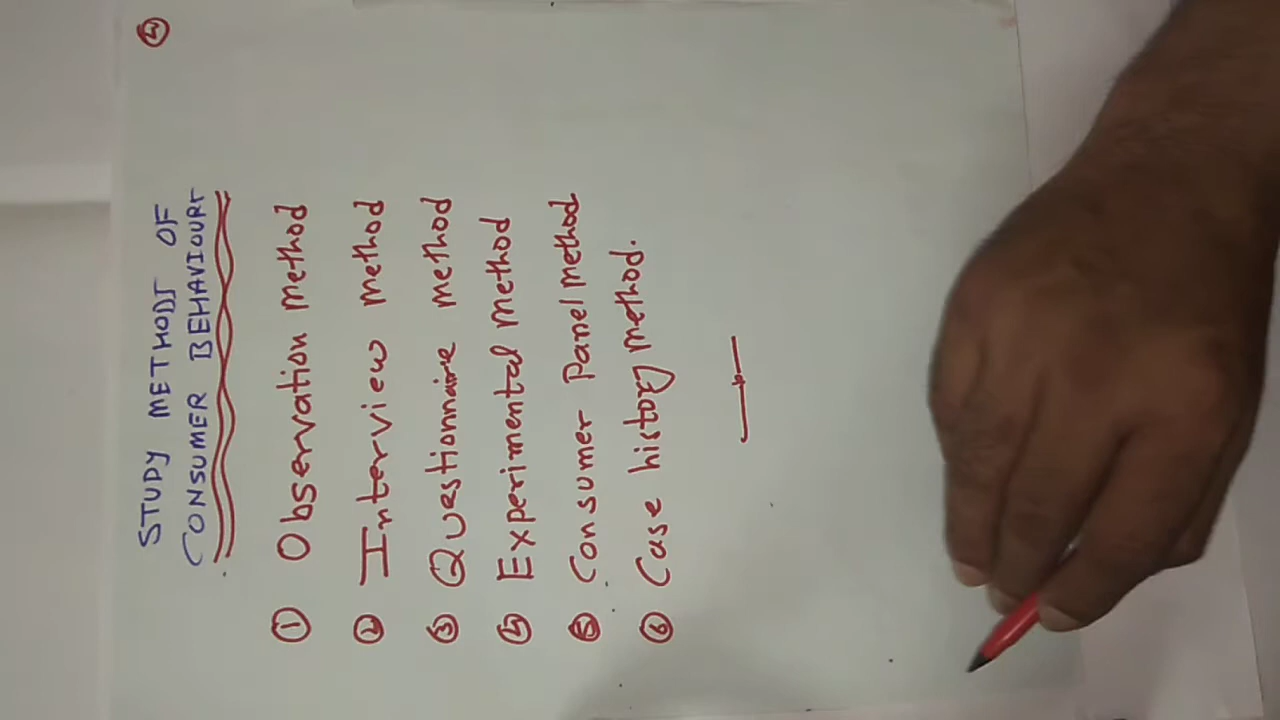 4
STUDY METHODS OF
CONSUMER BEHAVIOURT
1 Observation method
2 Interview method
3 Questionnaire method
4 Experimental method
5 Consumer Panel method
6 Case history method.